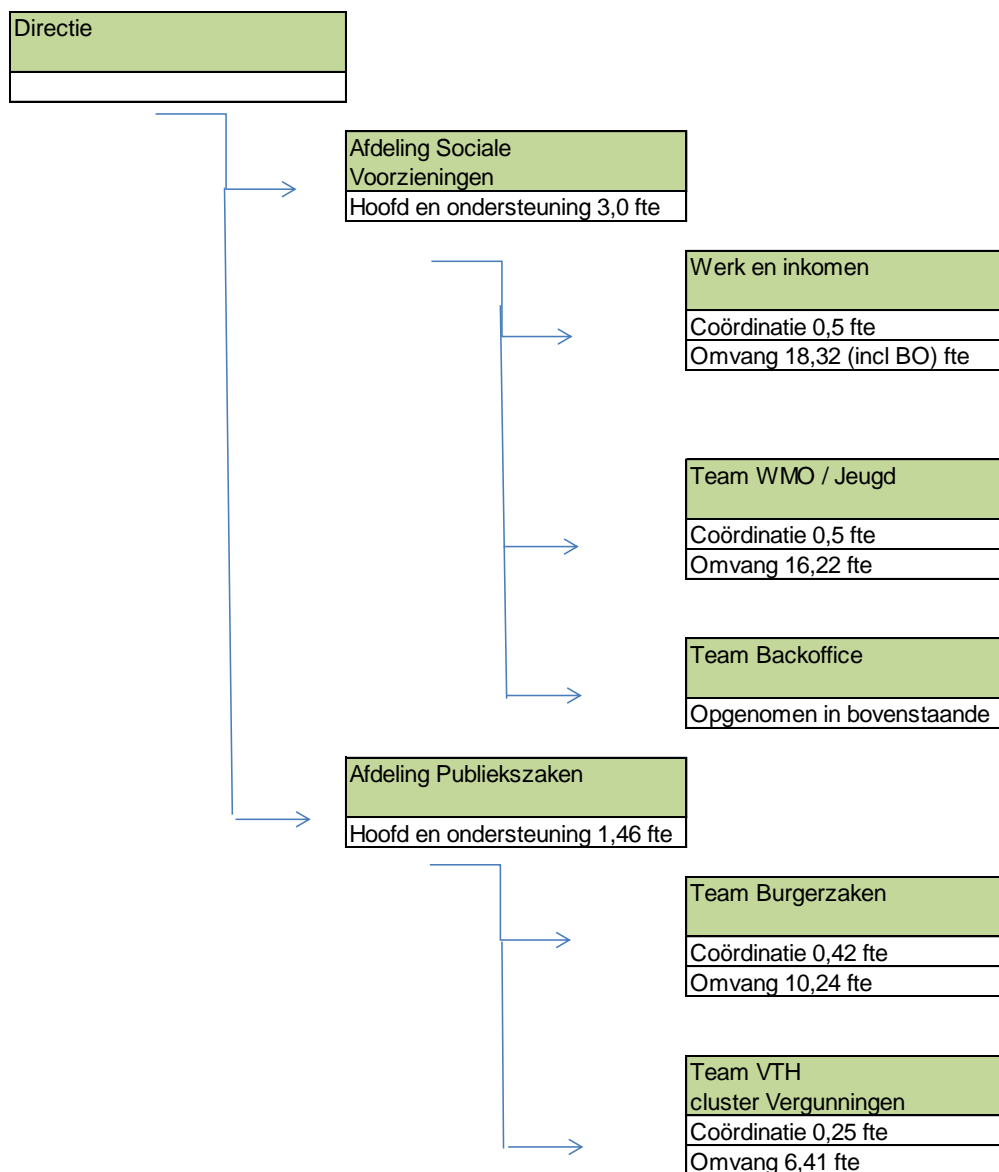 Directie
Afdeling Sociale
Voorzieningen
Hoofd en ondersteuning 3,0 fte
Werk en inkomen
Coördinatie 0,5 fte
Omvang 18,32 (incl BO) fte
Team WMO / Jeugd
Coördinatie 0,5 fte
Omvang 16,22 fte
Team Backoffice
Opgenomen in bovenstaande
Afdeling Publiekszaken
Hoofd en ondersteuning 1,46 fte
Team Burgerzaken
Coördinatie 0,42 fte
Omvang 10,24 fte
Team VTH
cluster Vergunningen
Coördinatie 0,25 fte
Omvang 6,41 fte